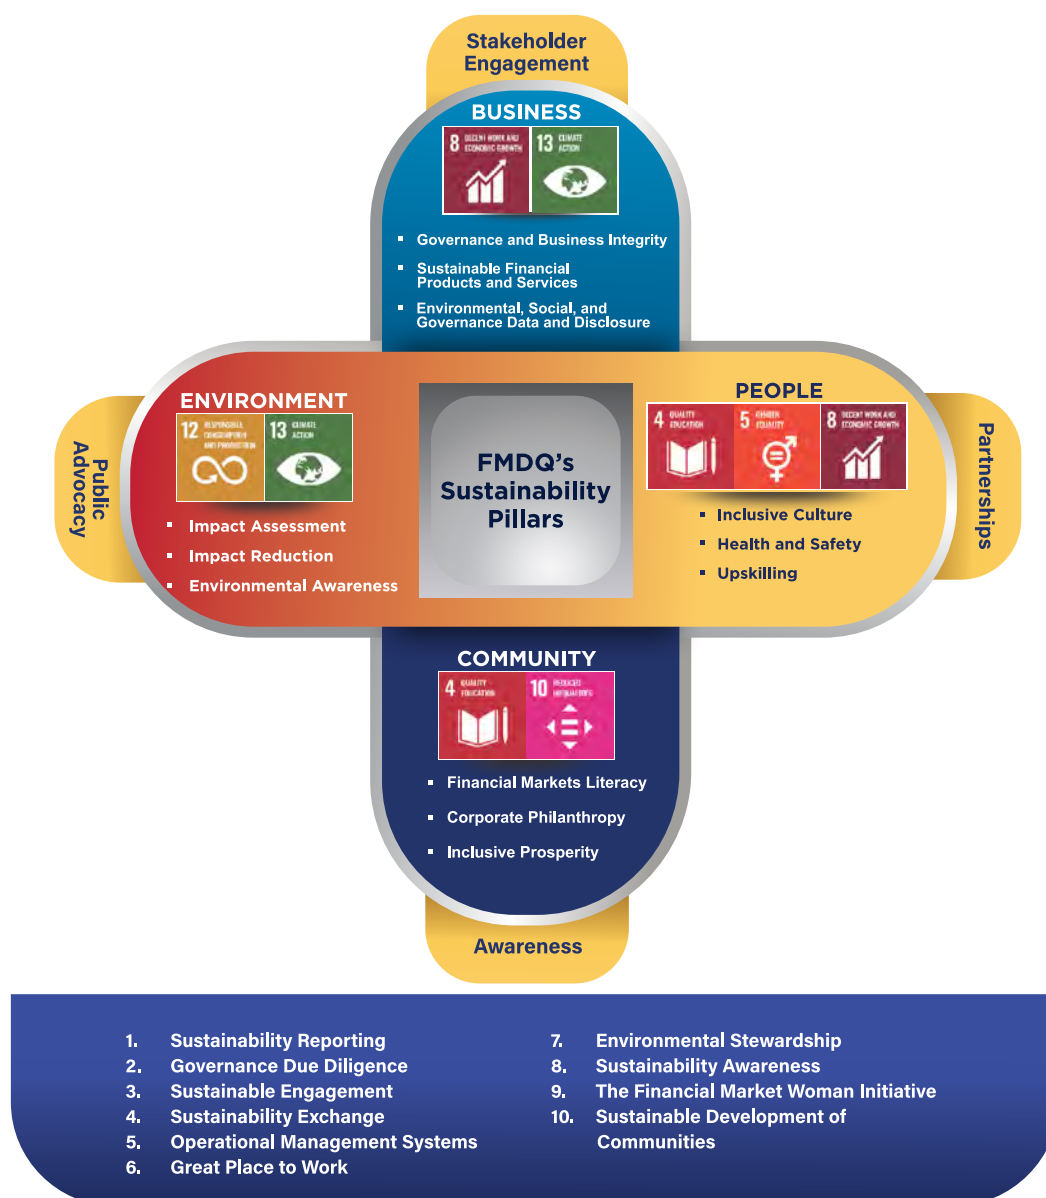 Stakeholder
Engagement
BUSINESS
8 DECENT WORK AND
ECONOMIC GROWTH
13 CLIMATE
ACTION
▪ Governance and Business Integrity
▪ Sustainable Financial
Products and Services
▪ Environmental, Social, and
Governance Data and Disclosure
ENVIRONMENT
12 RESPONSIBLE
CONSUMPTION
AND PRODUCTION
13 CLIMATE
ACTION
▪ Impact Assessment
▪ Impact Reduction
▪ Environmental Awareness
Public
Advocacy
FMDQ's
Sustainability
Pillars
PEOPLE
4 QUALITY
EDUCATION
5 GENDER
EQUALITY
8 DECENT WORK AND
ECONOMIC GROWTH
▪ Inclusive Culture
▪ Health and Safety
▪ Upskilling
Partnerships
COMMUNITY
4 QUALITY
EDUCATION
10 REDUCED
INEQUALITIES
▪ Financial Markets Literacy
▪ Corporate Philanthropy
▪ Inclusive Prosperity
Awareness
1. Sustainability Reporting
2. Governance Due Diligence
3. Sustainable Engagement
4. Sustainability Exchange
5. Operational Management Systems
6. Great Place to Work
7. Environmental Stewardship
8. Sustainability Awareness
9. The Financial Market Woman Initiative
10. Sustainable Development of
Communities